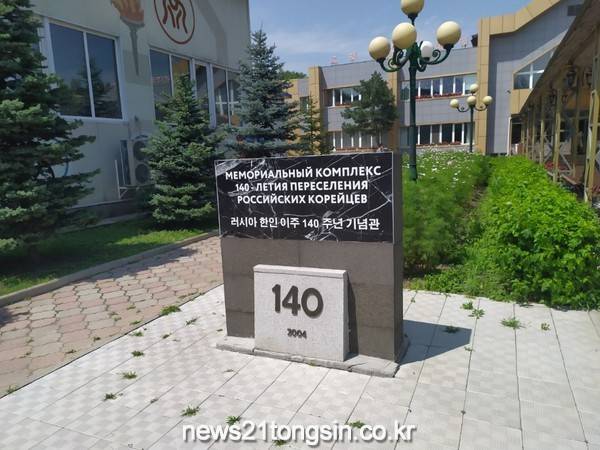 МЕМОРИАЛЬНЫЙ КОМПЛЕКС
140 - ЛЕТИЯ ПЕРЕСЕЛЕНИЯ
РОССИЙСКИХ КОРЕЙЦЕВ
러시아 한인 이주 140 주년 기념관
140
2004
news21tongsin.co.kr